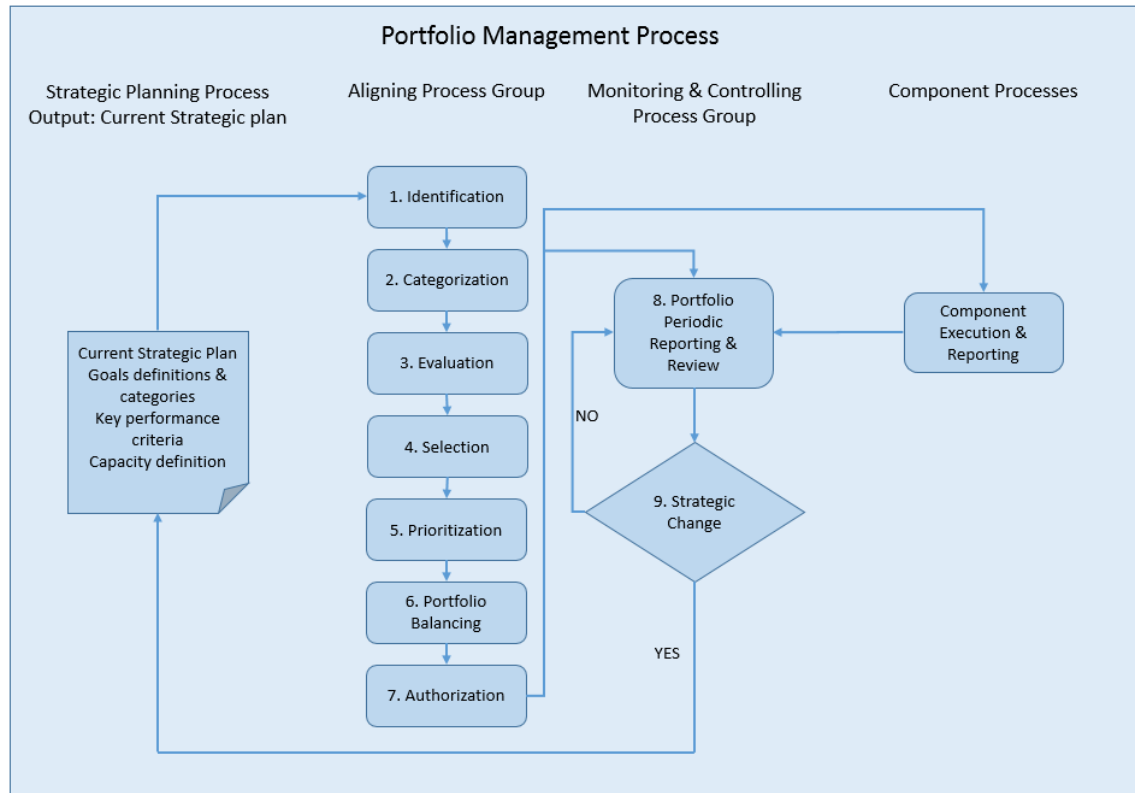 Portfolio Management Process
Strategic Planning Process
Output: Current Strategic plan
Aligning Process Group
Monitoring & Controlling
Process Group
Component Processes
1. Identification
2. Categorization
3. Evaluation
4. Selection
5. Prioritization
6. Portfolio
Balancing
7. Authorization
Current Strategic Plan
Goals definitions &
categories
Key performance
criteria
Capacity definition
8. Portfolio
Periodic
Reporting &
Review
Component
Execution &
Reporting
NO
9. Strategic
Change
YES